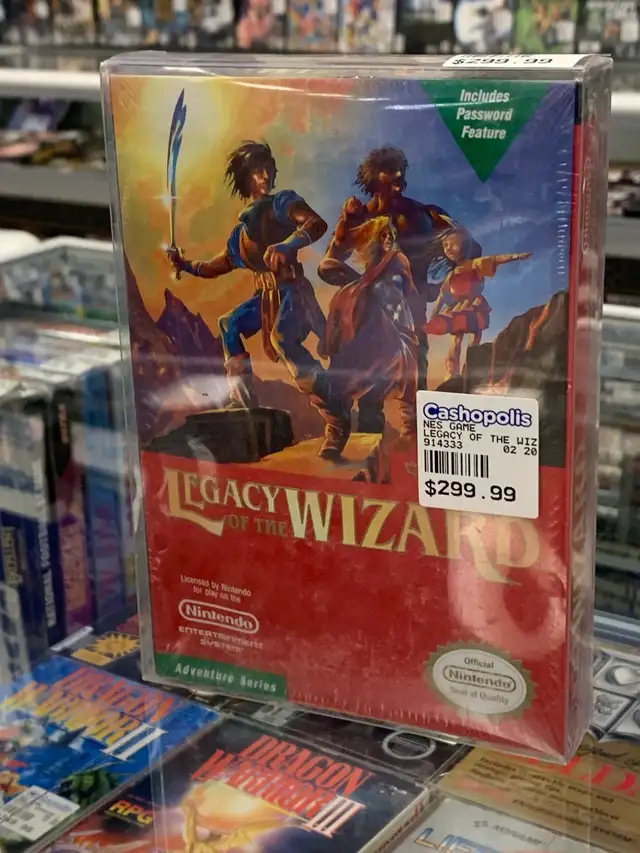 $299.99
Includes
Password
Feature
Cashopolis
NES GAME
LEGACY OF THE WIZ
914333 02 20
$299.99
LEGACY
OF THE WIZARD
Licensed by Nintendo
for play on the
Nintendo
ENTERTAINMENT
SYSTEM
Adventure Series
Official
Nintendo
Seal of Quality
DRAGON
WARRIOR II
DRAGON
WARRIOR III
RPG
KONAMI